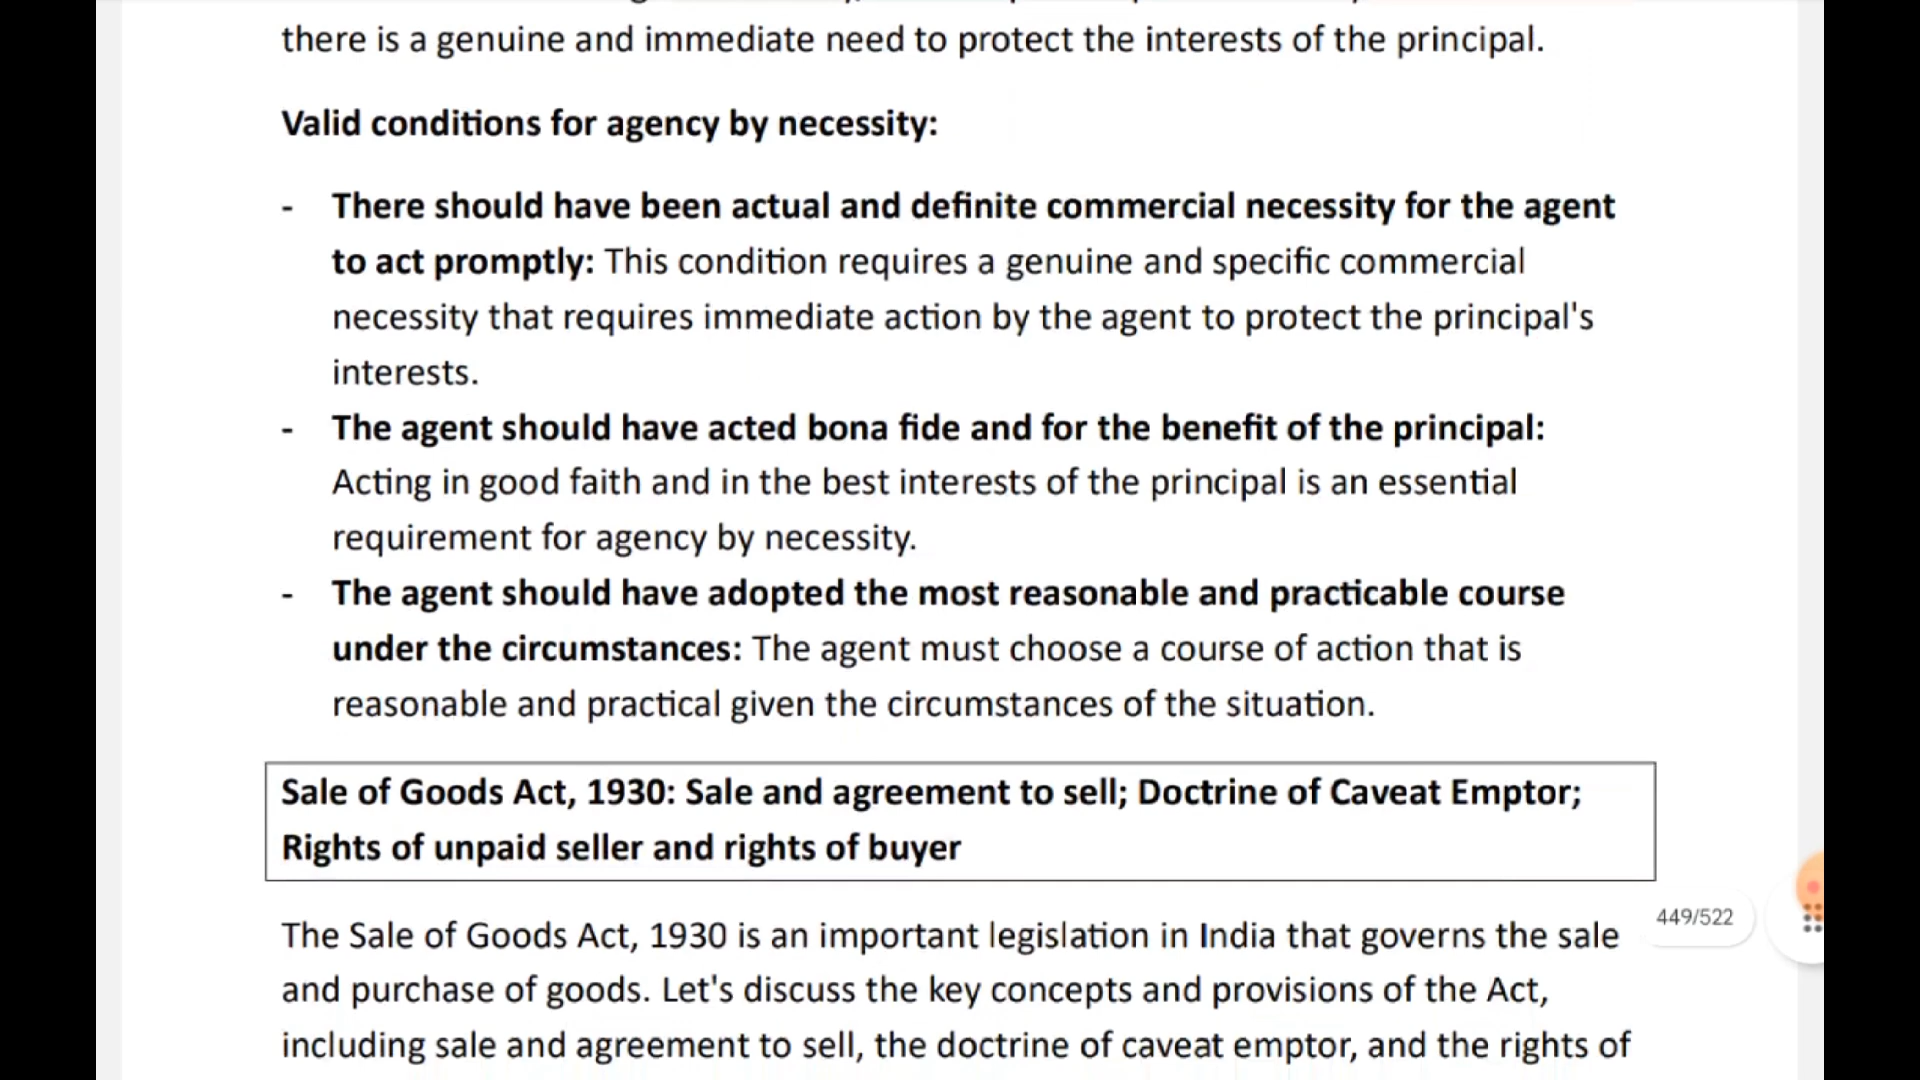 there is a genuine and immediate need to protect the interests of the principal.
Valid conditions for agency by necessity:
- There should have been actual and definite commercial necessity for the agent
to act promptly: This condition requires a genuine and specific commercial
necessity that requires immediate action by the agent to protect the principal's
interests.
- The agent should have acted bona fide and for the benefit of the principal:
Acting in good faith and in the best interests of the principal is an essential
requirement for agency by necessity.
- The agent should have adopted the most reasonable and practicable course
under the circumstances: The agent must choose a course of action that is
reasonable and practical given the circumstances of the situation.
Sale of Goods Act, 1930: Sale and agreement to sell; Doctrine of Caveat Emptor;
Rights of unpaid seller and rights of buyer
449/522
The Sale of Goods Act, 1930 is an important legislation in India that governs the sale
and purchase of goods. Let's discuss the key concepts and provisions of the Act,
including sale and agreement to sell, the doctrine of caveat emptor, and the rights of